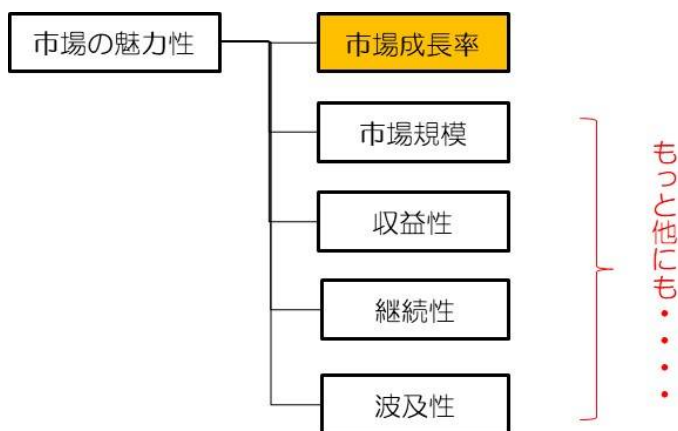 市場の魅力性
市場成長率
市場規模
収益性
継続性
波及性
もっと他にも・・・・